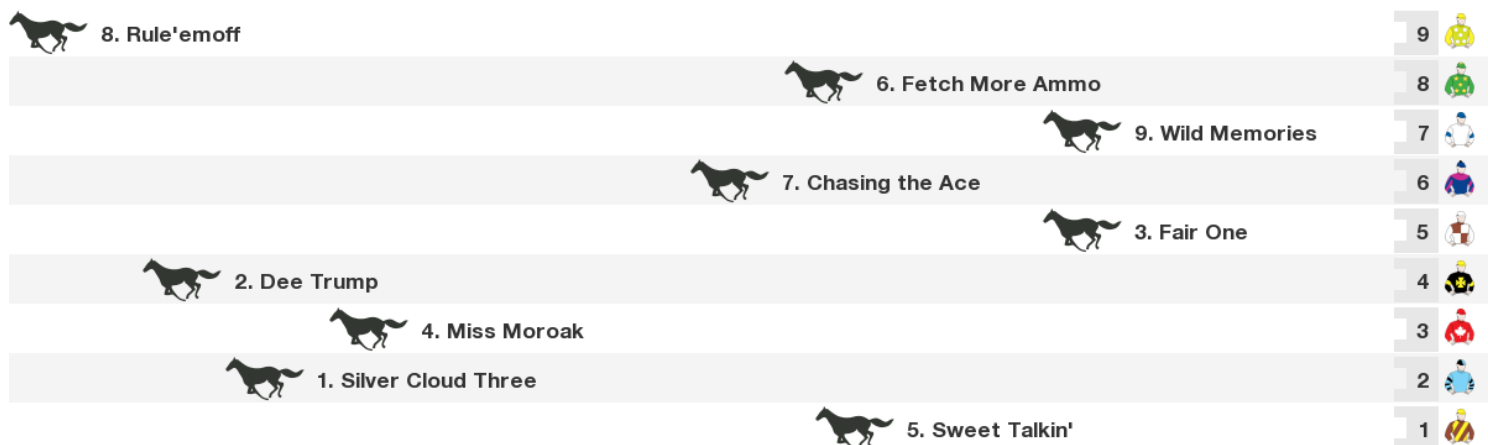 8. Rule'emoff 9
6. Fetch More Ammo 8
9. Wild Memories 7
7. Chasing the Ace 6
3. Fair One 5
2. Dee Trump 4
4. Miss Moroak 3
1. Silver Cloud Three 2
5. Sweet Talkin' 1